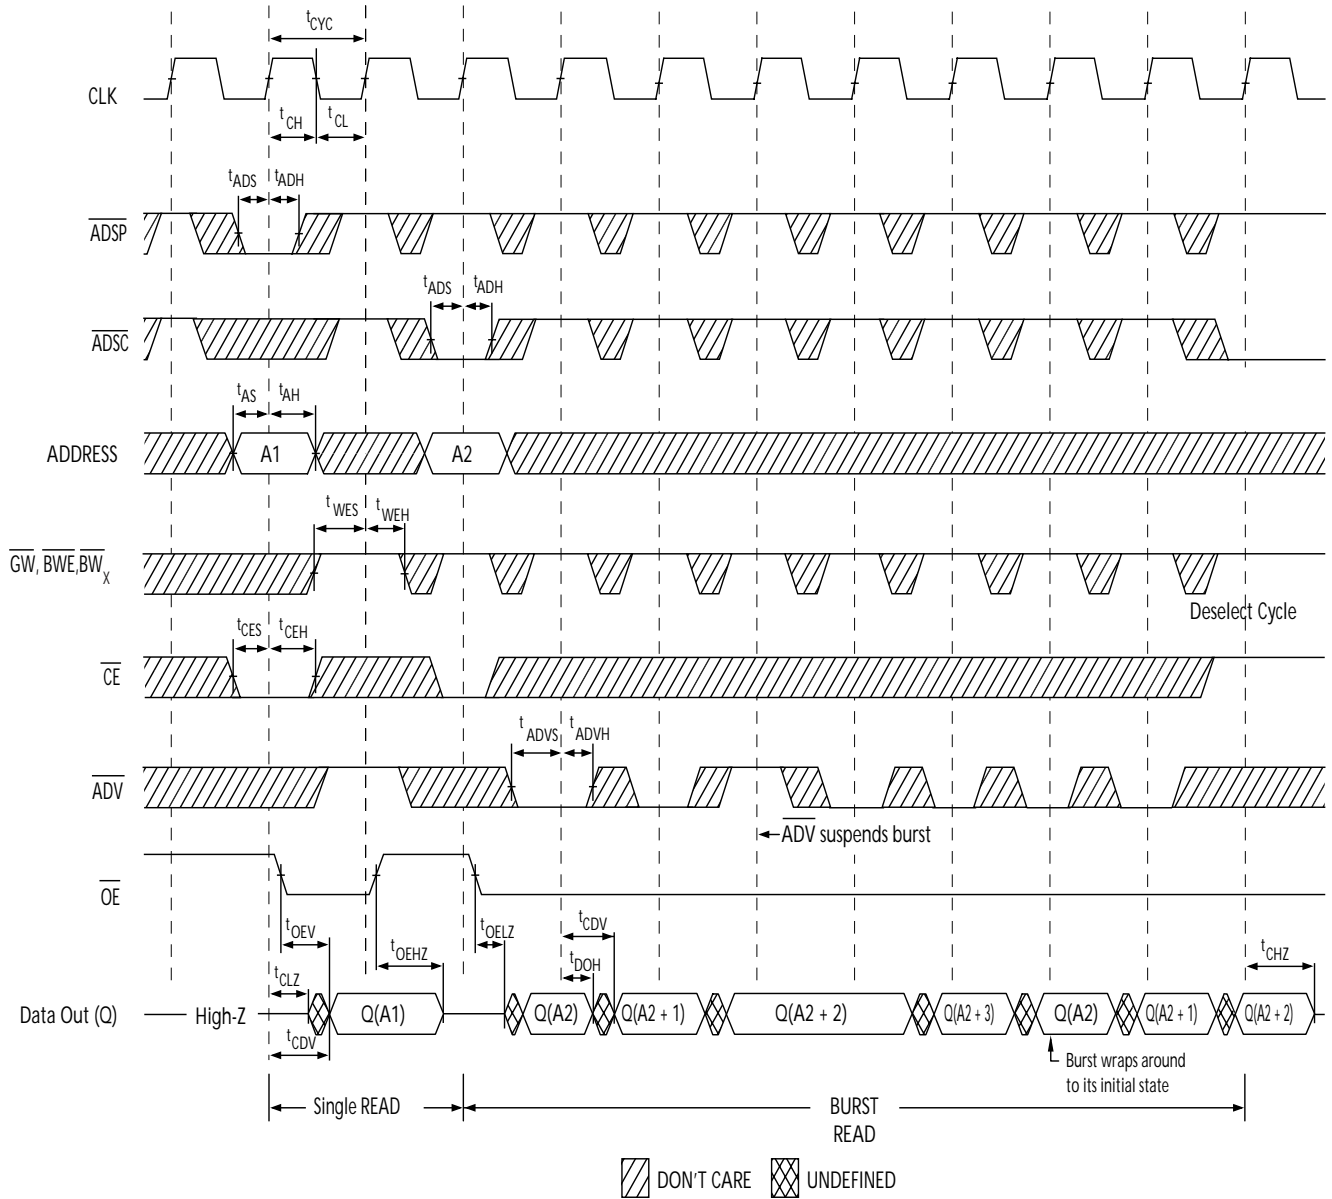 tCYC
CLK
tCH
tCL
tADS
tADH
ADSP
tADS
tADH
ADSC
tAS
tAH
ADDRESS
A1
A2
tWES
tWEH
GW, BWE,BWX
Deselect Cycle
tCES
tCEH
CE
tADVS
tADVH
ADV
ADV suspends burst
OE
tOEV
tOEHZ
tOELZ
tCDV
tDOH
tCHZ
tCLZ
Data Out (Q)
High-Z
Q(A1)
Q(A2)
Q(A2 + 1)
Q(A2 + 2)
Q(A2 + 3)
Q(A2)
Q(A2 + 1)
Q(A2 + 2)
tCDV
Burst wraps around
to its initial state
Single READ
BURST
READ
DON'T CARE
UNDEFINED